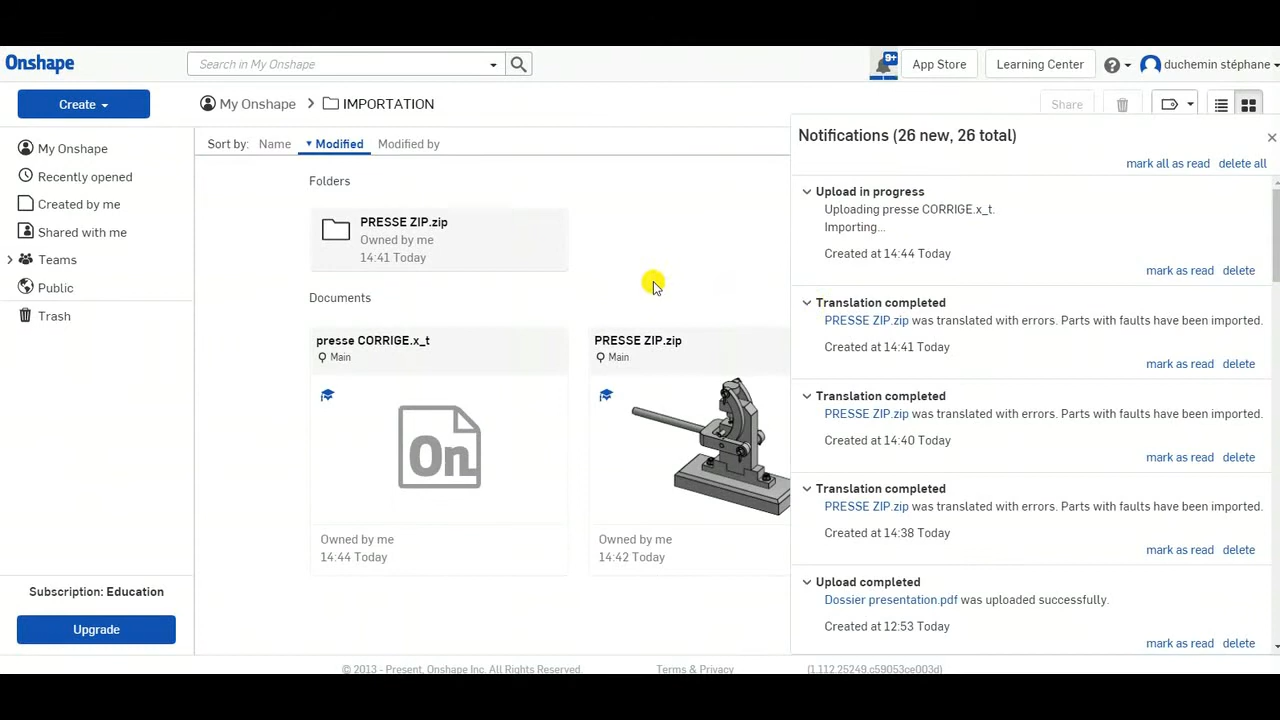 Onshape
Search in My Onshape
9+
App Store
Learning Center
duchemin stéphane
Create
My Onshape
IMPORTATION
Share
My Onshape
Recently opened
Created by me
Shared with me
Teams
Public
Trash
Subscription: Education
Upgrade
Sort by: Name Modified Modified by
Folders
PRESSE ZIP.zip
Owned by me
14:41 Today
Documents
presse CORRIGE.x_t
Main
On
Owned by me
14:44 Today
PRESSE ZIP.zip
Main
Owned by me
14:42 Today
Notifications (26 new, 26 total)
mark all as read delete all
Upload in progress
Uploading presse CORRIGE.x_t.
Importing...
Created at 14:44 Today
mark as read delete
Translation completed
PRESSE ZIP.zip was translated with errors. Parts with faults have been imported.
Created at 14:41 Today
mark as read delete
Translation completed
PRESSE ZIP.zip was translated with errors. Parts with faults have been imported.
Created at 14:40 Today
mark as read delete
Translation completed
PRESSE ZIP.zip was translated with errors. Parts with faults have been imported.
Created at 14:38 Today
mark as read delete
Upload completed
Dossier presentation.pdf was uploaded successfully.
Created at 12:53 Today
mark as read delete
© 2013 - Present, Onshape Inc. All Rights Reserved.
Terms & Privacy
(1.112.25249.c59053ce003d)